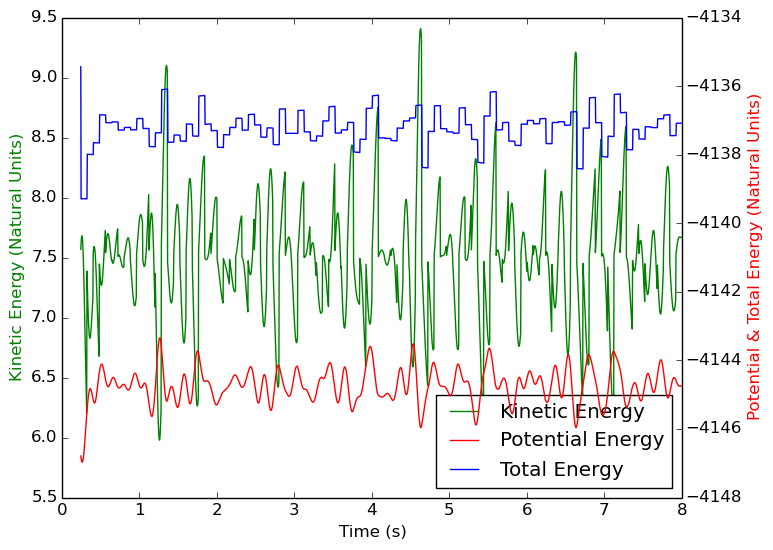 9.5
9.0
8.5
8.0
7.5
7.0
6.5
6.0
5.5
Kinetic Energy (Natural Units)
−4134
−4136
−4138
−4140
−4142
−4144
−4146
−4148
Potential & Total Energy (Natural Units)
Kinetic Energy
Potential Energy
Total Energy
0 1 2 3 4 5 6 7 8
Time (s)